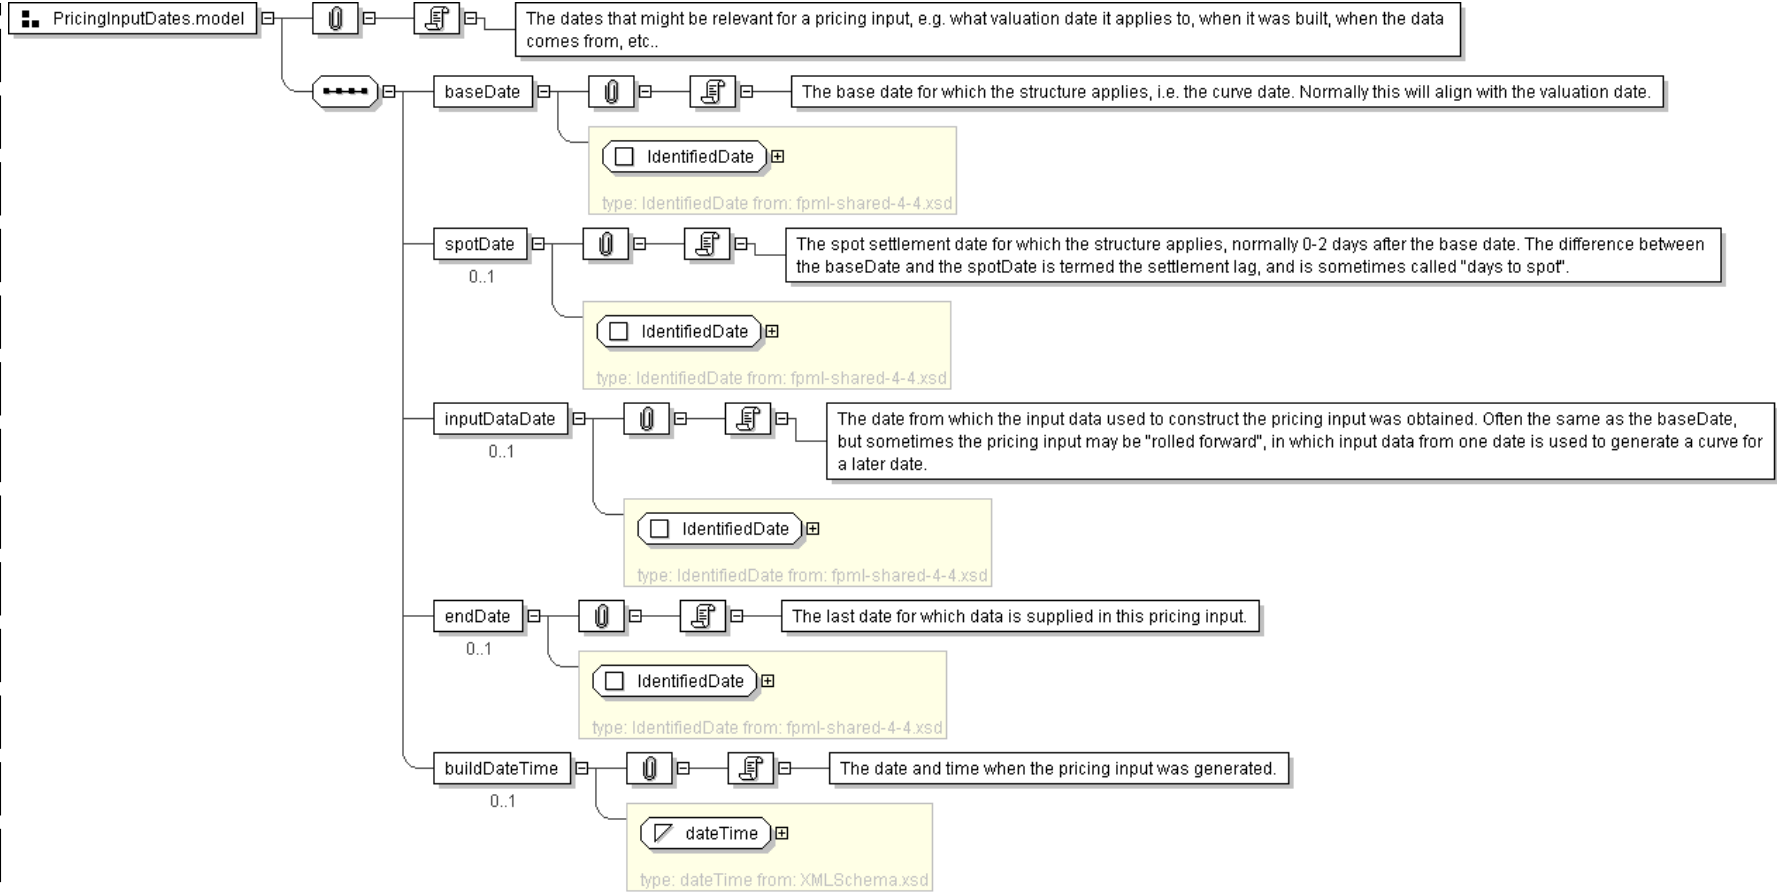 PricingInputDates.model
The dates that might be relevant for a pricing input, e.g. what valuation date it applies to, when it was built, when the data
comes from, etc..
baseDate
The base date for which the structure applies, i.e. the curve date. Normally this will align with the valuation date.
IdentifiedDate
type: IdentifiedDate from: fpml-shared-4-4.xsd
spotDate
0..1
The spot settlement date for which the structure applies, normally 0-2 days after the base date. The difference between
the baseDate and the spotDate is termed the settlement lag, and is sometimes called "days to spot".
IdentifiedDate
type: IdentifiedDate from: fpml-shared-4-4.xsd
inputDataDate
0..1
The date from which the input data used to construct the pricing input was obtained. Often the same as the baseDate,
but sometimes the pricing input may be "rolled forward", in which input data from one date is used to generate a curve for
a later date.
IdentifiedDate
type: IdentifiedDate from: fpml-shared-4-4.xsd
endDate
0..1
The last date for which data is supplied in this pricing input.
IdentifiedDate
type: IdentifiedDate from: fpml-shared-4-4.xsd
buildDateTime
0..1
The date and time when the pricing input was generated.
dateTime
type: dateTime from: XMLSchema.xsd